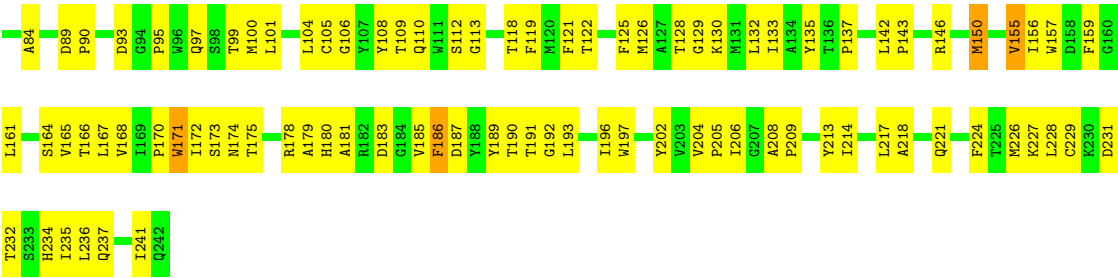 A84 D89 P90 D93 G94 P95 W96 Q97 S98 T99 M100 L101 L104 C105 G106 Y107 Y108 T109 Q110 W111 S112 G113 T118 F119 M120 F121 T122 F125 M126 A127 T128 G129 K130 M131 L132 I133 A134 Y135 T136 P137 L142 P143 R146 M150 V155 I156 W157 D158 F159 G160
L161 S164 V165 T166 L167 V168 I169 P170 W171 I172 S173 N174 T175 R178 A179 H180 A181 R182 D183 G184 V185 F186 D187 Y188 Y189 T190 T191 G192 L193 I196 W197 Y202 V203 V204 P205 I206 G207 A208 P209 Y213 I214 L217 A218 Q221 F224 T225 M226 K227 L228 C229 K230 D231
T232 S233 H234 I235 L236 Q237 I241 Q242